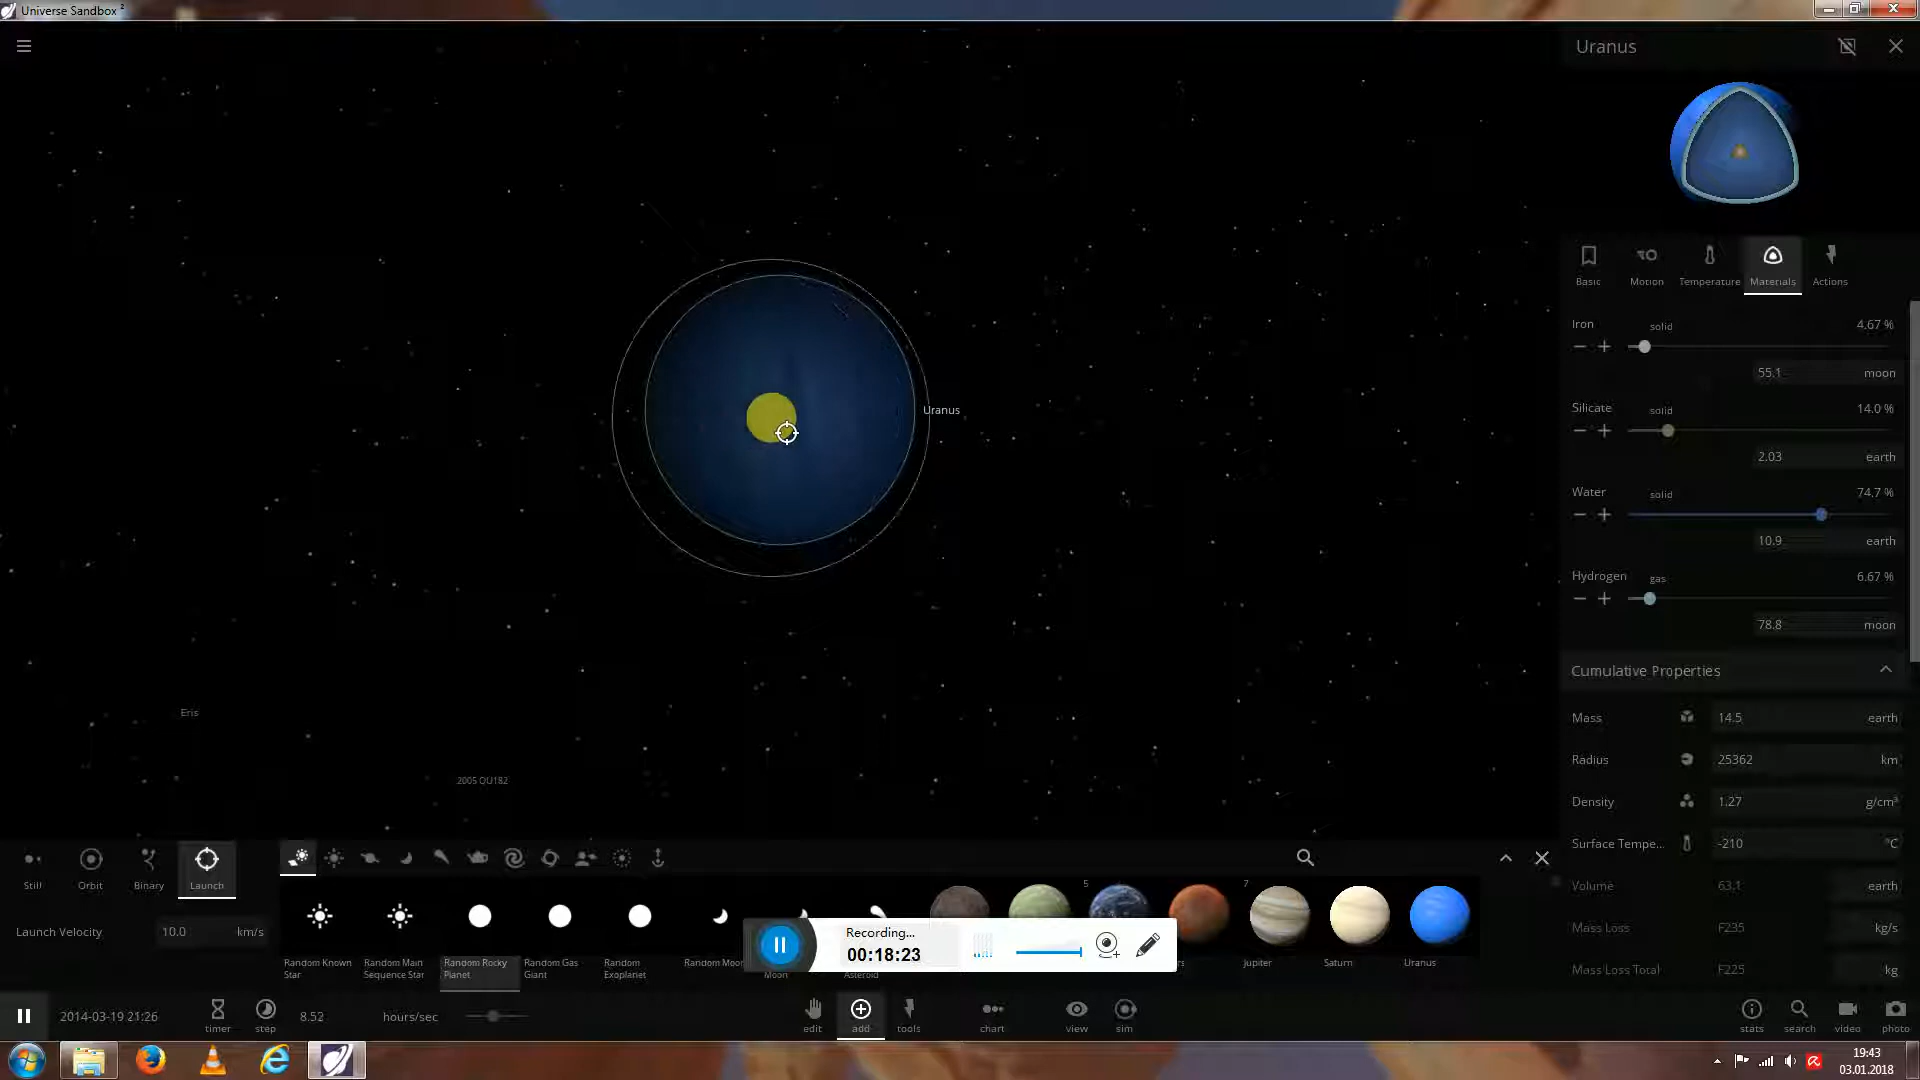 Universe Sandbox ²
Uranus
Basic
Motion
Temperature
Materials
Actions
Iron solid 4.67 %
55.1 moon
Silicate solid 14.0 %
2.03 earth
Water solid 74.7 %
10.9 earth
Hydrogen gas 6.67 %
78.8 moon
Cumulative Properties
Mass 14.5 earth
Radius 25362 km
Density 1.27 g/cm³
Surface Tempe... -210 °C
Volume 63.1 earth
Mass Loss F235 kg/s
Mass Loss Total F225 kg
Uranus
Eris
2005 QU182
Still
Orbit
Binary
Launch
Launch Velocity 10.0 km/s
5
7
Random Known Star
Random Main Sequence Star
Random Rocky Planet
Random Gas Giant
Random Exoplanet
Random Moon
Moon
Asteroid
Jupiter
Saturn
Uranus
Recording...
00:18:23
2014-03-19 21:26
timer
step
8.52 hours/sec
edit
add
tools
chart
view
sim
stats
search
video
photo
19:43
03.01.2018